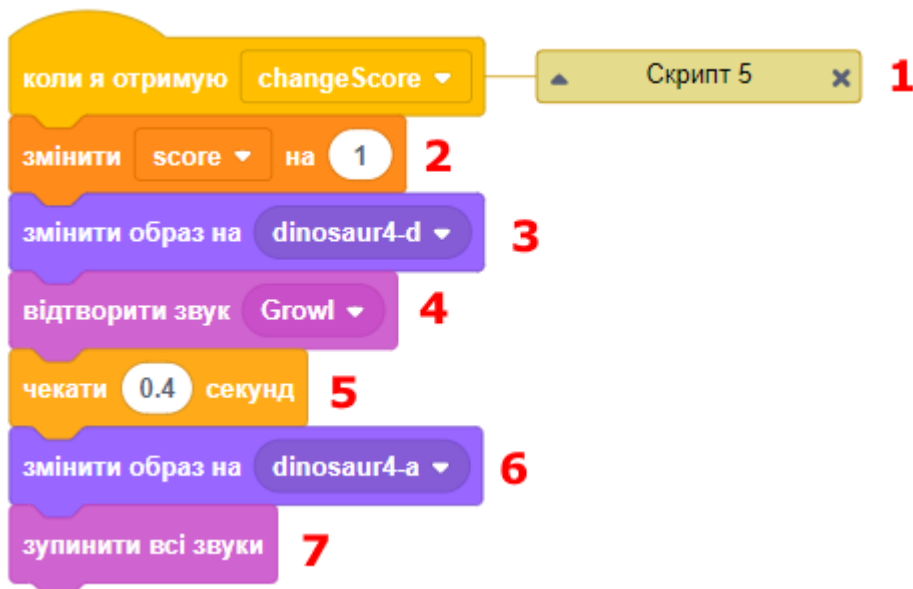 коли я отримую changeScore Скрипт 5 1
змінити score на 1 2
змінити образ на dinosaur4-d 3
відтворити звук Growl 4
чекати 0.4 секунд 5
змінити образ на dinosaur4-a 6
зупинити всі звуки 7